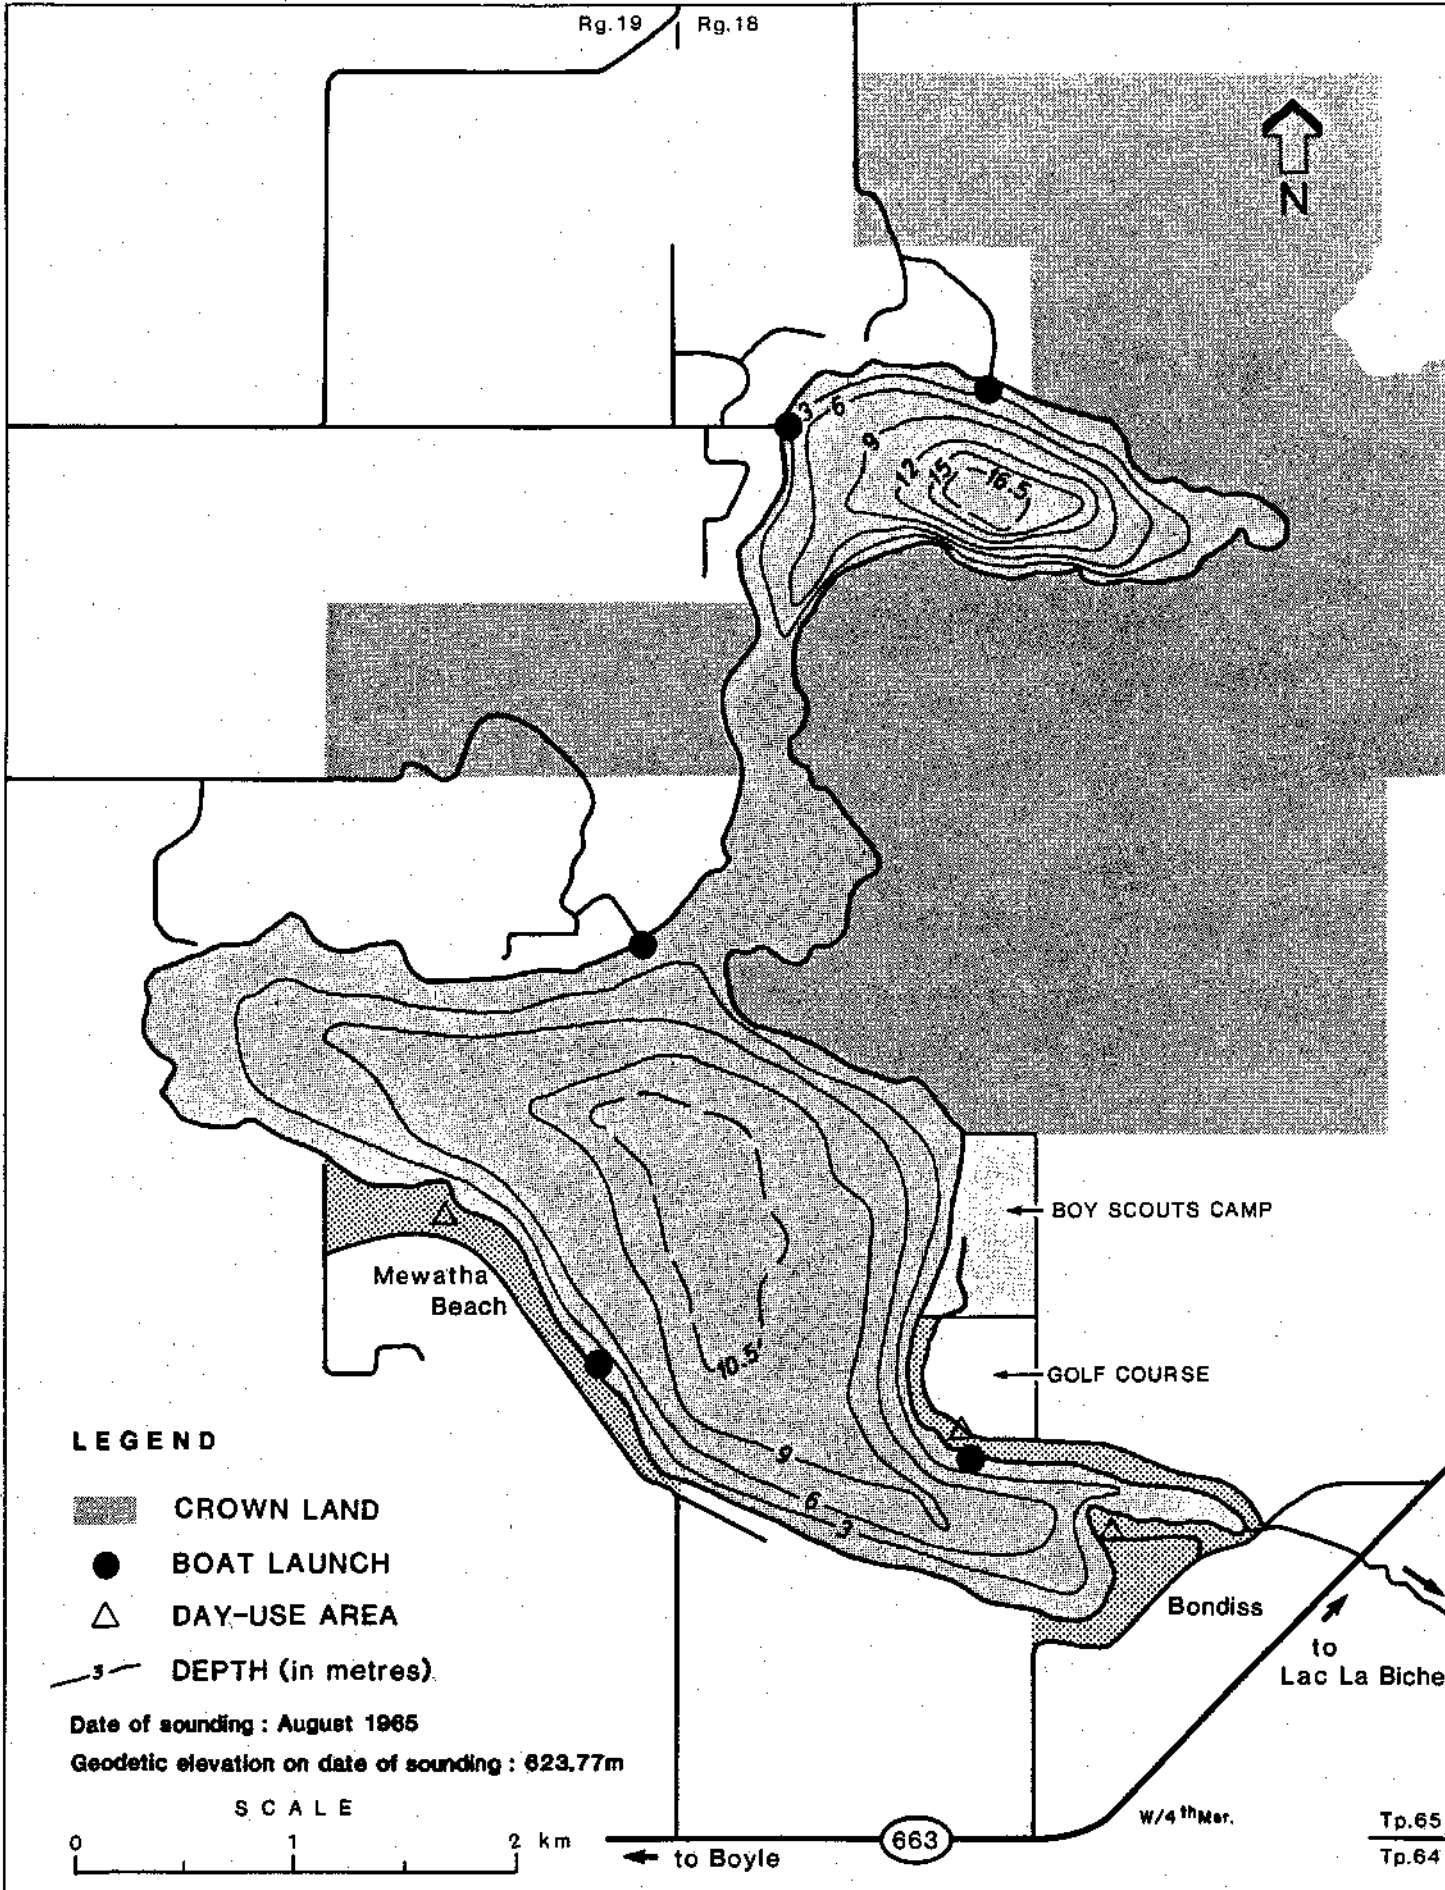 Rg.19 Rg.18
N
3
6
9
12
15
16.5
BOY SCOUTS CAMP
Mewatha
Beach
10.5
GOLF COURSE
9
6
3
LEGEND
CROWN LAND
BOAT LAUNCH
DAY-USE AREA
3 DEPTH (in metres)
Bondiss
to
Lac La Biche
Date of sounding : August 1965
Geodetic elevation on date of sounding : 623.77m
SCALE
0 1 2 km
663
to Boyle
W/4thMer.
Tp.65
Tp.64